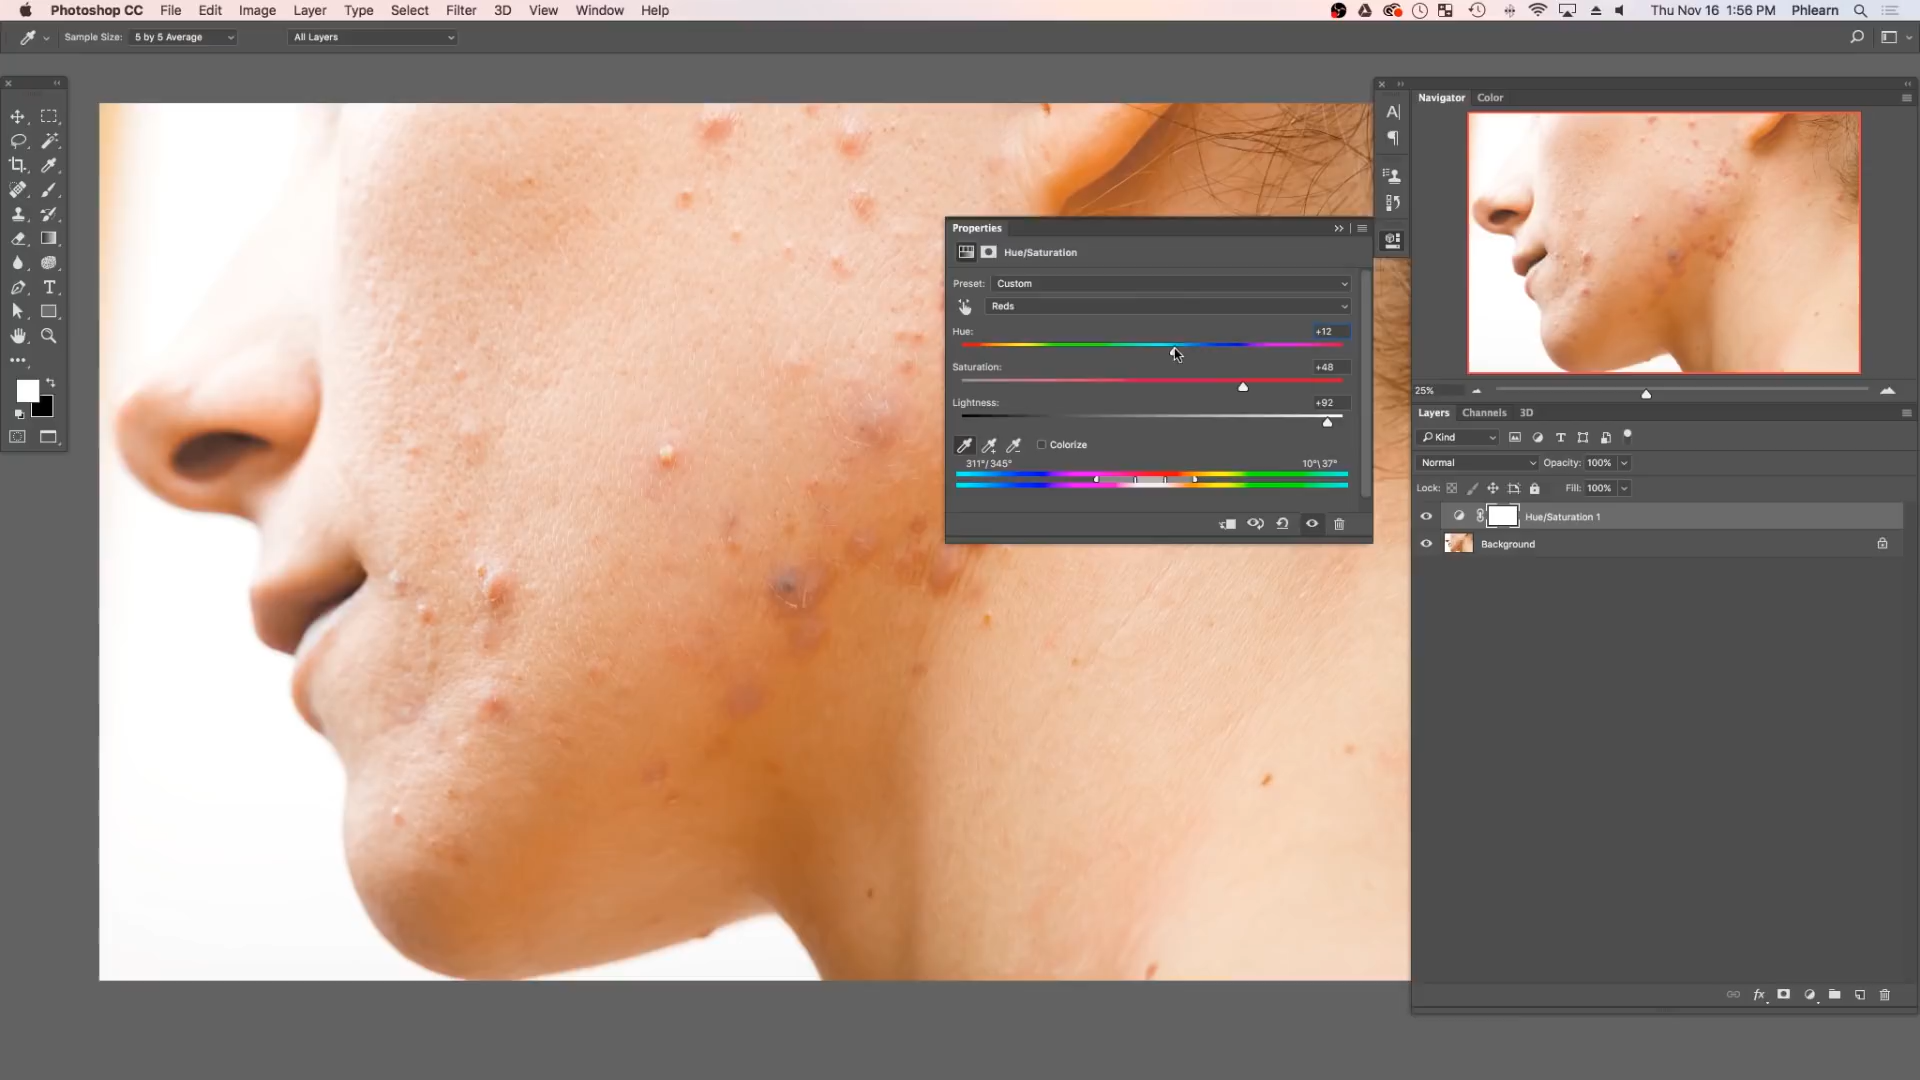 Photoshop CC File Edit Image Layer Type Select Filter 3D View Window Help Thu Nov 16 1:56 PM Phlearn
Sample Size: 5 by 5 Average All Layers
Navigator Color
25%
Properties
Hue/Saturation
Preset: Custom
Reds
Hue: +12
Saturation: +48
Lightness: +92
Colorize
311°/345° 10°\37°
Layers Channels 3D
Kind
Normal Opacity: 100%
Lock: Fill: 100%
Hue/Saturation 1
Background